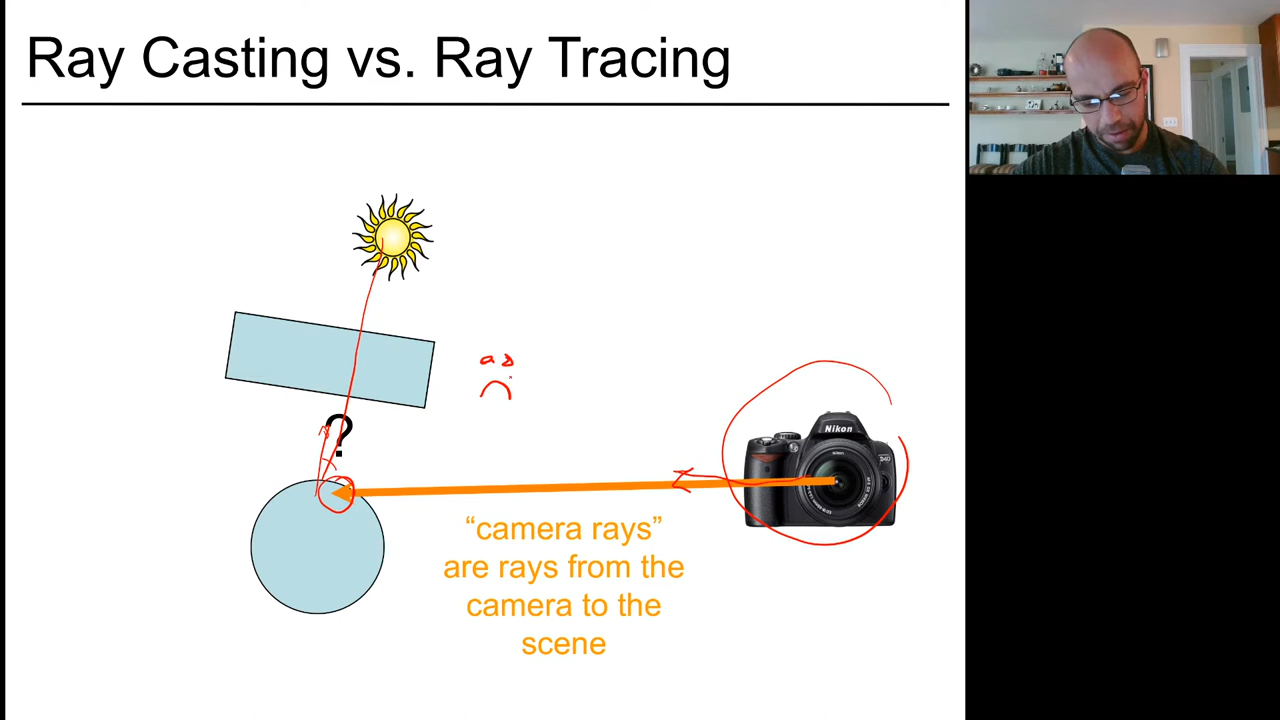 Ray Casting vs. Ray Tracing
?
Nikon
“camera rays”
are rays from the
camera to the
scene